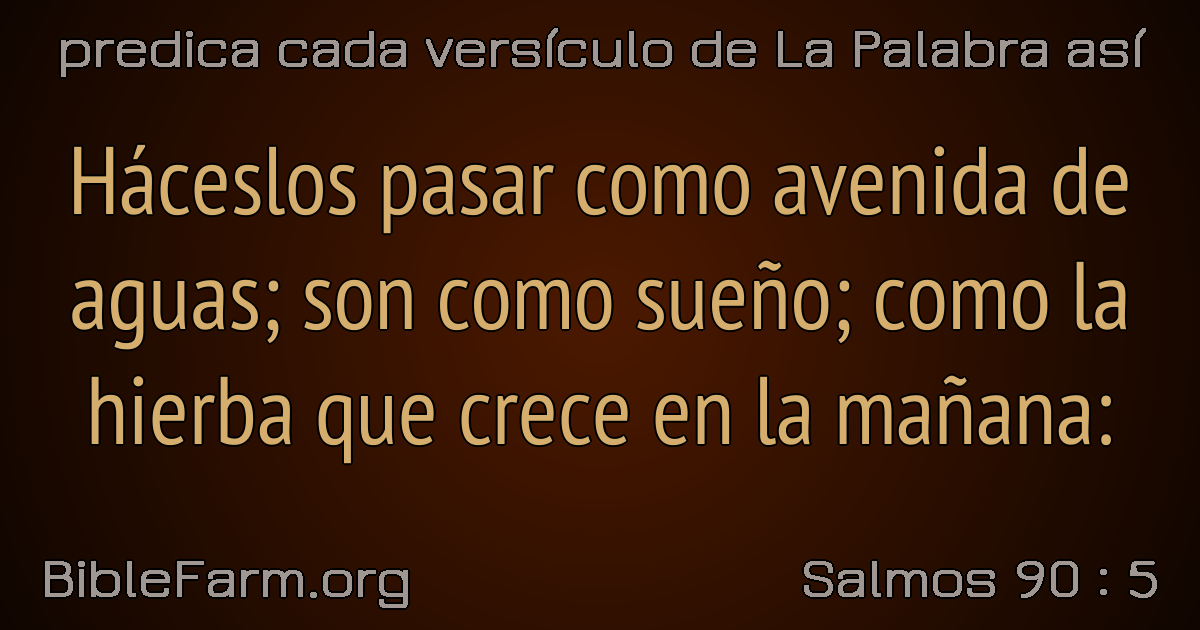 predica cada versículo de La Palabra así
Háceslos pasar como avenida de
aguas; son como sueño; como la
hierba que crece en la mañana:
BibleFarm.org
Salmos 90 : 5